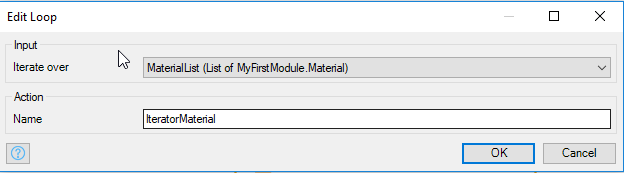 Edit Loop
Input
Iterate over MaterialList (List of MyFirstModule.Material)
Action
Name IteratorMaterial
? OK Cancel